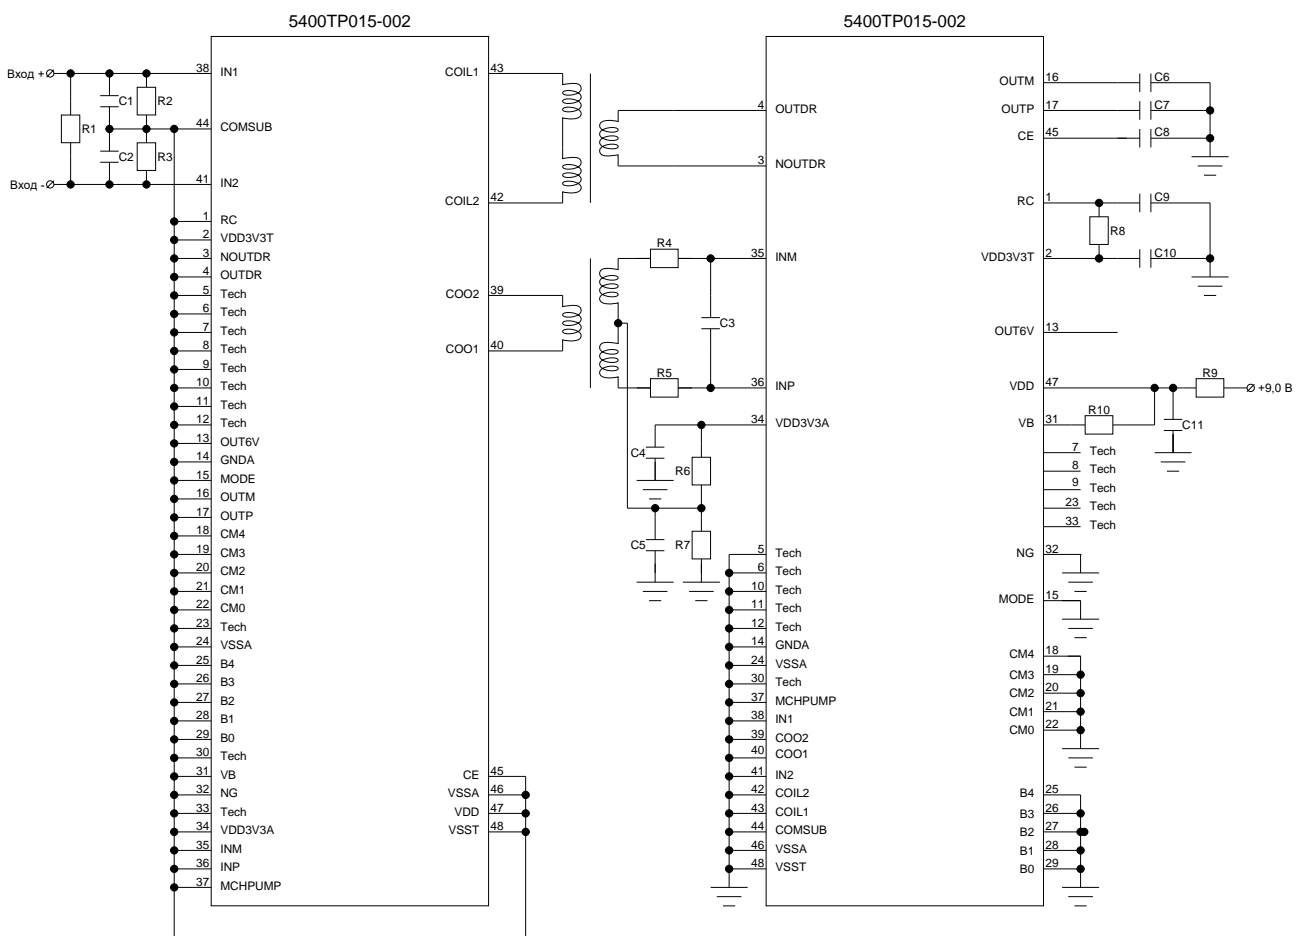 5400TP015-002
5400TP015-002
Вход +
Вход -
R1
C1
R2
C2
R3
38 IN1
44 COMSUB
41 IN2
1 RC
2 VDD3V3T
3 NOUTDR
4 OUTDR
5 Tech
6 Tech
7 Tech
8 Tech
9 Tech
10 Tech
11 Tech
12 Tech
13 OUT6V
14 GNDA
15 MODE
16 OUTM
17 OUTP
18 CM4
19 CM3
20 CM2
21 CM1
22 CM0
23 Tech
24 VSSA
25 B4
26 B3
27 B2
28 B1
29 B0
30 Tech
31 VB
32 NG
33 Tech
34 VDD3V3A
35 INM
36 INP
37 MCHPUMP
COIL1 43
COIL2 42
COO2 39
COO1 40
CE 45
VSSA 46
VDD 47
VSST 48
R4
C3
R5
C4
R6
C5
R7
4 OUTDR
3 NOUTDR
35 INM
36 INP
34 VDD3V3A
5 Tech
6 Tech
10 Tech
11 Tech
12 Tech
14 GNDA
24 VSSA
30 Tech
37 MCHPUMP
38 IN1
39 COO2
40 COO1
41 IN2
42 COIL2
43 COIL1
44 COMSUB
46 VSSA
48 VSST
OUTM 16 C6
OUTP 17 C7
CE 45 C8
RC 1 C9
R8
VDD3V3T 2 C10
OUT6V 13
VDD 47 R9 +9,0 В
VB 31 R10 C11
7 Tech
8 Tech
9 Tech
23 Tech
33 Tech
NG 32
MODE 15
CM4 18
CM3 19
CM2 20
CM1 21
CM0 22
B4 25
B3 26
B2 27
B1 28
B0 29